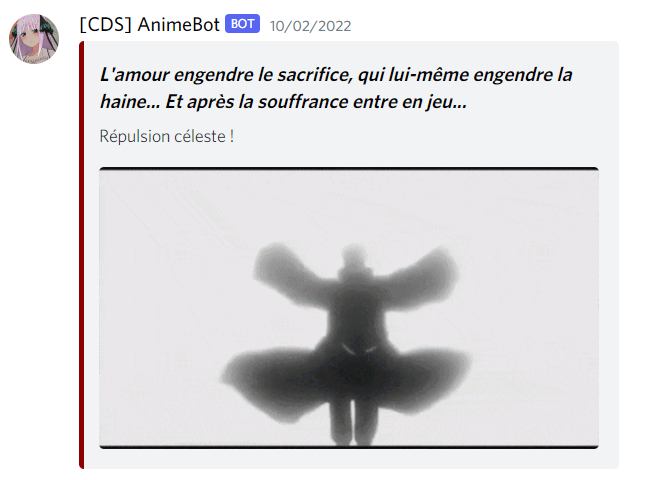 [CDS] AnimeBot BOT 10/02/2022
L'amour engendre le sacrifice, qui lui-même engendre la
haine... Et après la souffrance entre en jeu...
Répulsion céleste !